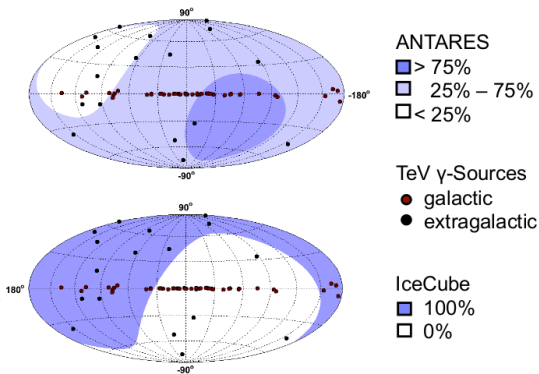 90°
-180°
-90°
ANTARES
> 75%
25% – 75%
< 25%
TeV γ-Sources
galactic
extragalactic
90°
180°
-90°
IceCube
100%
0%